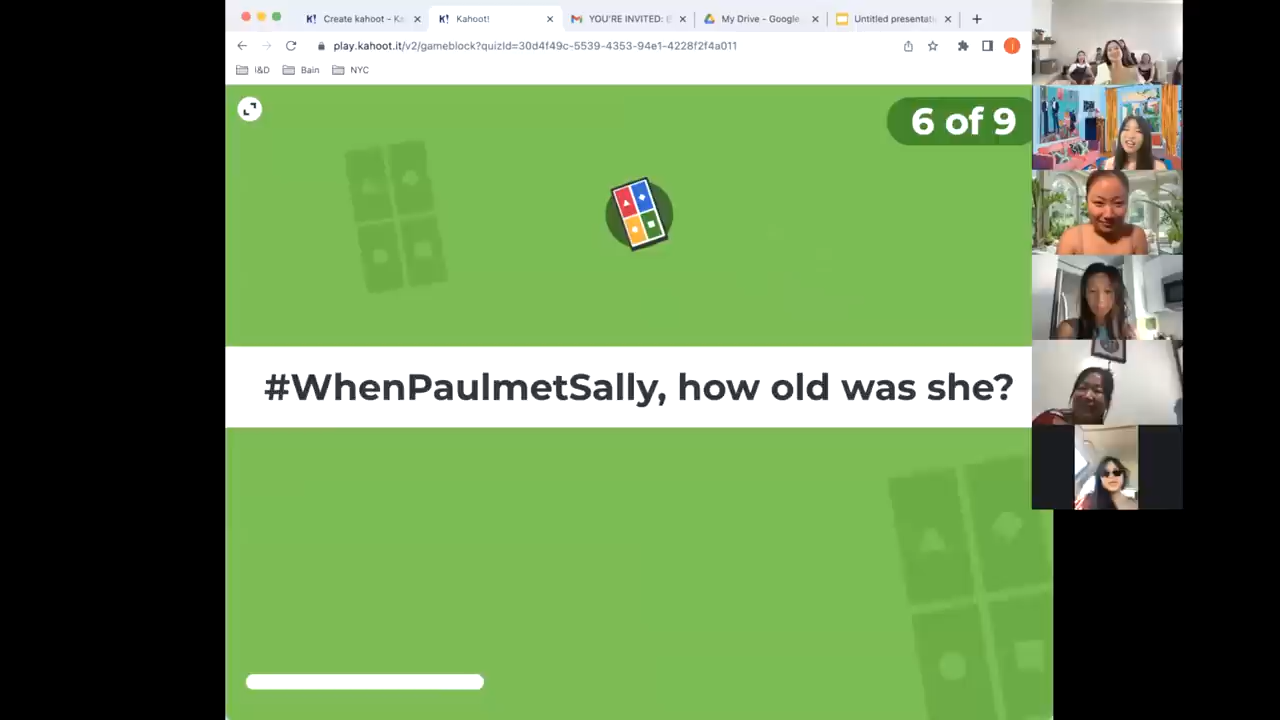 Create kahoot - Ka
Kahoot!
YOU'RE INVITED: 
My Drive - Google
Untitled presentati
play.kahoot.it/v2/gameblock?quizId=30d4f49c-5539-4353-94e1-4228f2f4a011
I&D
Bain
NYC
6 of 9
#WhenPaulmetSally, how old was she?